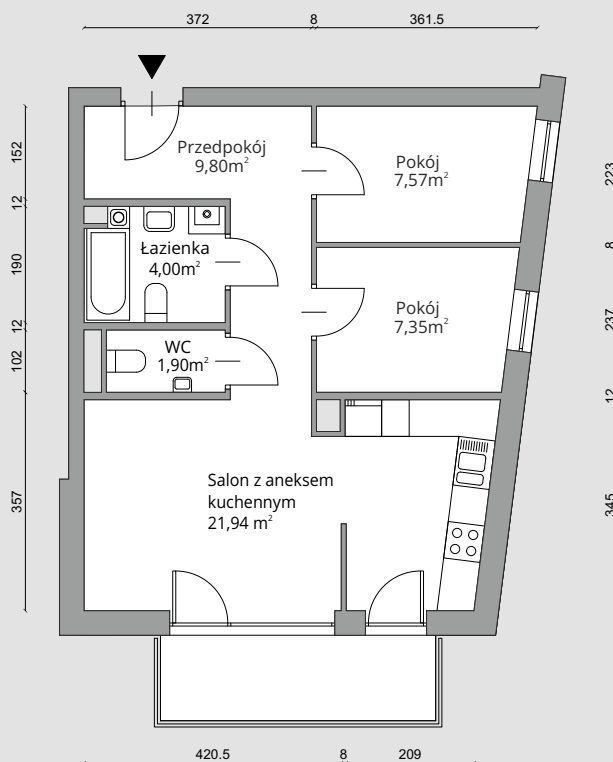 372 8 361.5
Przedpokój
9,80m²
Pokój
7,57m²
152
223
12
8
Łazienka
4,00m²
190
Pokój
7,35m²
237
12
WC
1,90m²
102
12
Salon z aneksem
kuchennym
21,94 m²
357
345
420.5 8 209